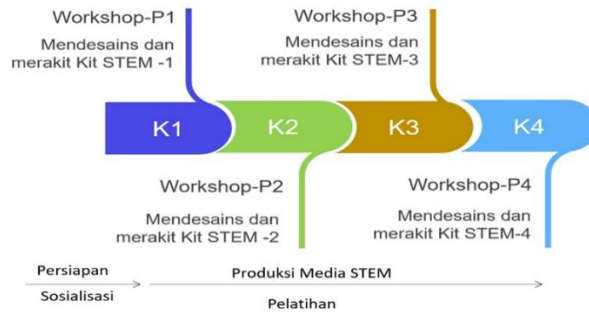 Workshop-P1
Mendesains dan
merakit Kit STEM -1
Workshop-P3
Mendesains dan
merakit Kit STEM-3
K1
K2
K3
K4
Workshop-P2
Mendesains dan
merakit Kit STEM -2
Workshop-P4
Mendesains dan
merakit Kit STEM-4
Persiapan
Sosialisasi
Produksi Media STEM
Pelatihan